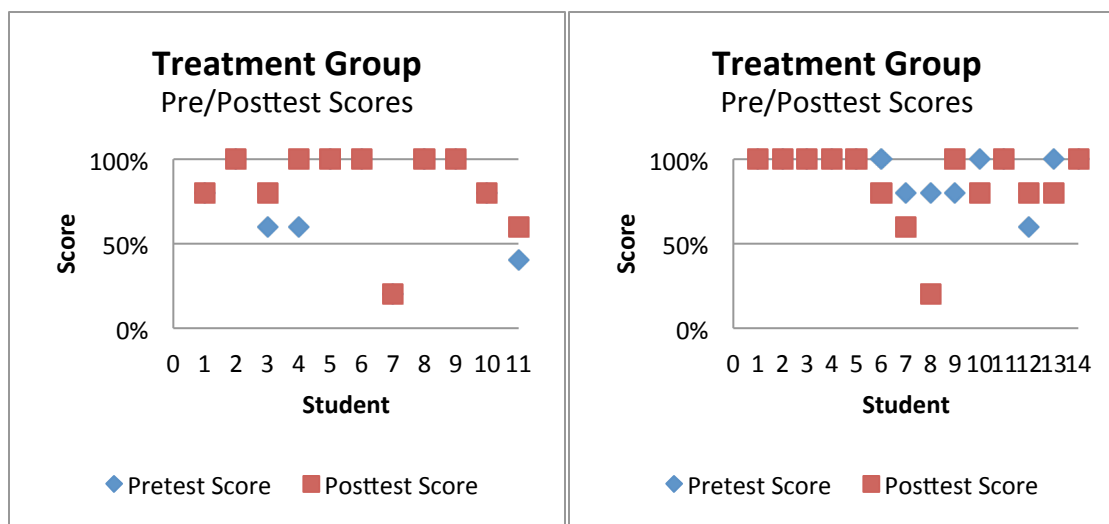 Treatment Group
Pre/Posttest Scores
100%
50%
0%
Score
0 1 2 3 4 5 6 7 8 9 10 11
Student
Pretest Score Posttest Score
Treatment Group
Pre/Posttest Scores
100%
50%
0%
Score
0 1 2 3 4 5 6 7 8 9 10 11 12 13 14
Student
Pretest Score Posttest Score